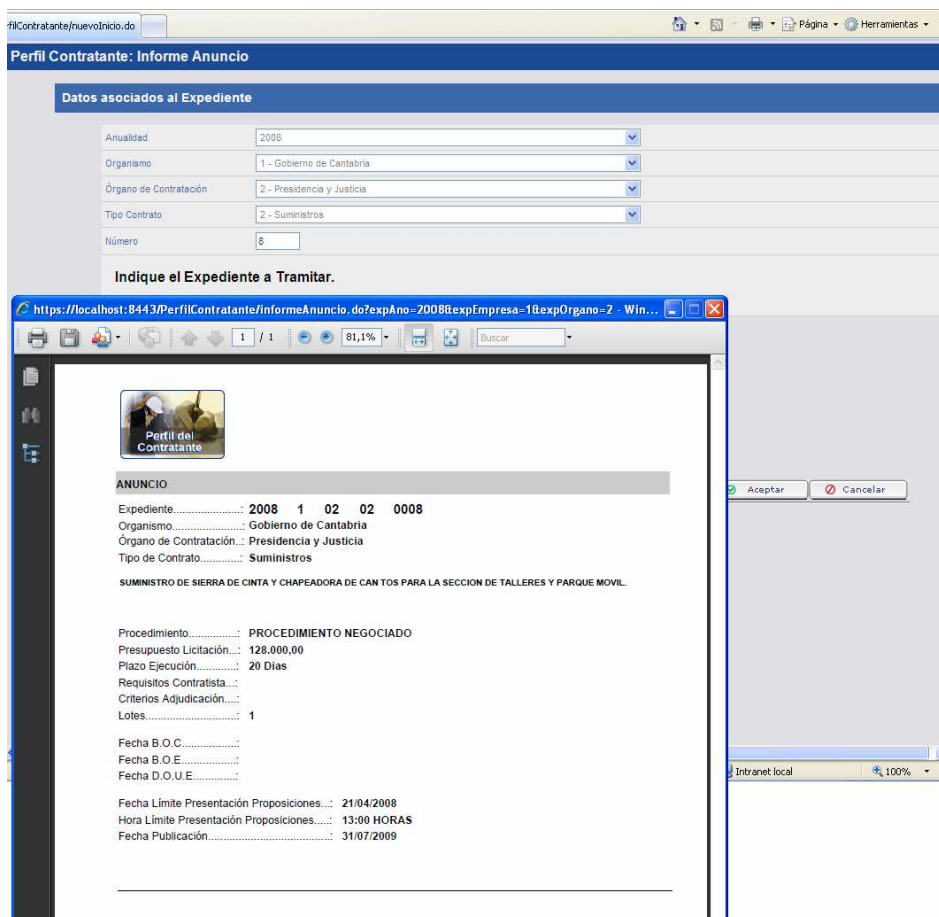 rfilContratante/nuevoInicio.do
Página
Herramientas
Perfil Contratante: Informe Anuncio
Datos asociados al Expediente
Anualidad 2008
Organismo 1 - Gobierno de Cantabria
Órgano de Contratación 2 - Presidencia y Justicia
Tipo Contrato 2 - Suministros
Número 8
Indique el Expediente a Tramitar.
https://localhost:8443/PerfilContratante/informeAnuncio.do?expAno=2008&expEmpresa=1&expOrgano=2 - Win...
1 / 1 81,1% Buscar
Perfil del
Contratante
ANUNCIO
Aceptar Cancelar
Expediente......................: 2008 1 02 02 0008
Organismo.......................: Gobierno de Cantabria
Órgano de Contratación..: Presidencia y Justicia
Tipo de Contrato.............: Suministros
SUMINISTRO DE SIERRA DE CINTA Y CHAPEADORA DE CAN TOS PARA LA SECCION DE TALLERES Y PARQUE MOVIL.
Procedimiento................: PROCEDIMIENTO NEGOCIADO
Presupuesto Licitación...: 128.000,00
Plazo Ejecución.............: 20 Dias
Requisitos Contratista...:
Criterios Adjudicación....:
Lotes..............................: 1
Fecha B.O.C..................:
Fecha B.O.E..................:
Fecha D.O.U.E..............:
Intranet local 100%
Fecha Límite Presentación Proposiciones...: 21/04/2008
Hora Límite Presentación Proposiciones.....: 13:00 HORAS
Fecha Publicación........................................: 31/07/2009